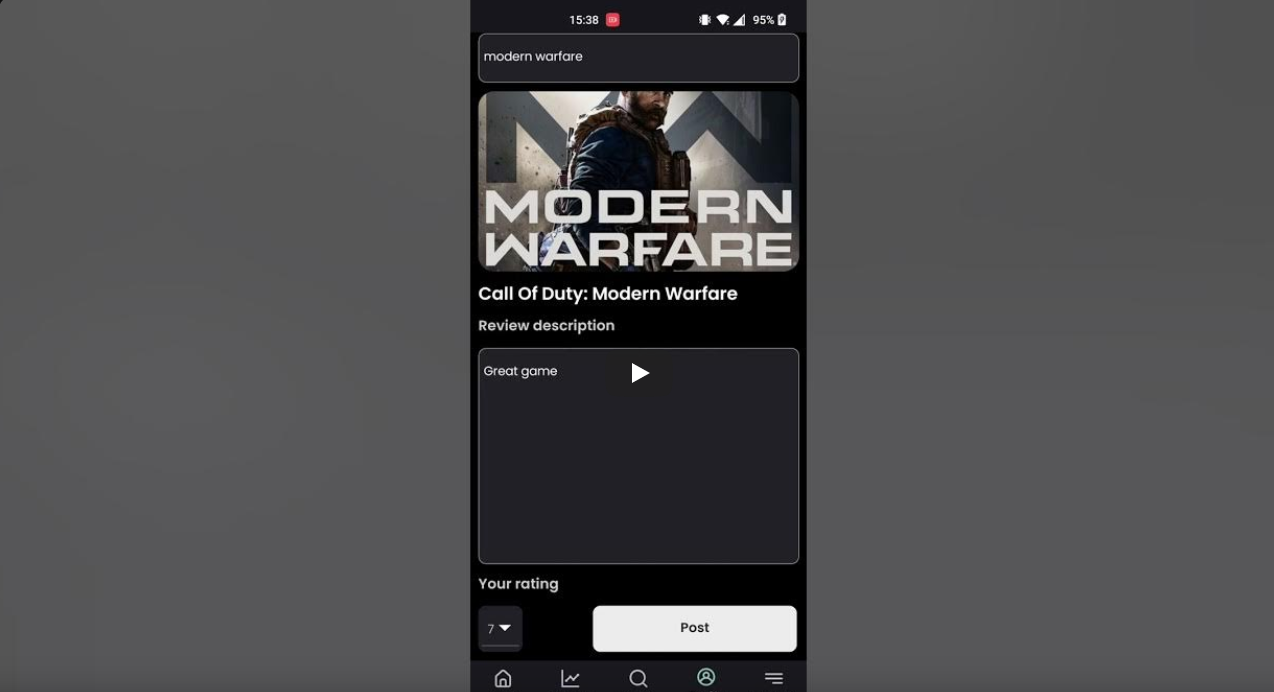 15:38 95%
modern warfare
MODERN
WARFARE
Call Of Duty: Modern Warfare
Review description
Great game
Your rating
7 Post